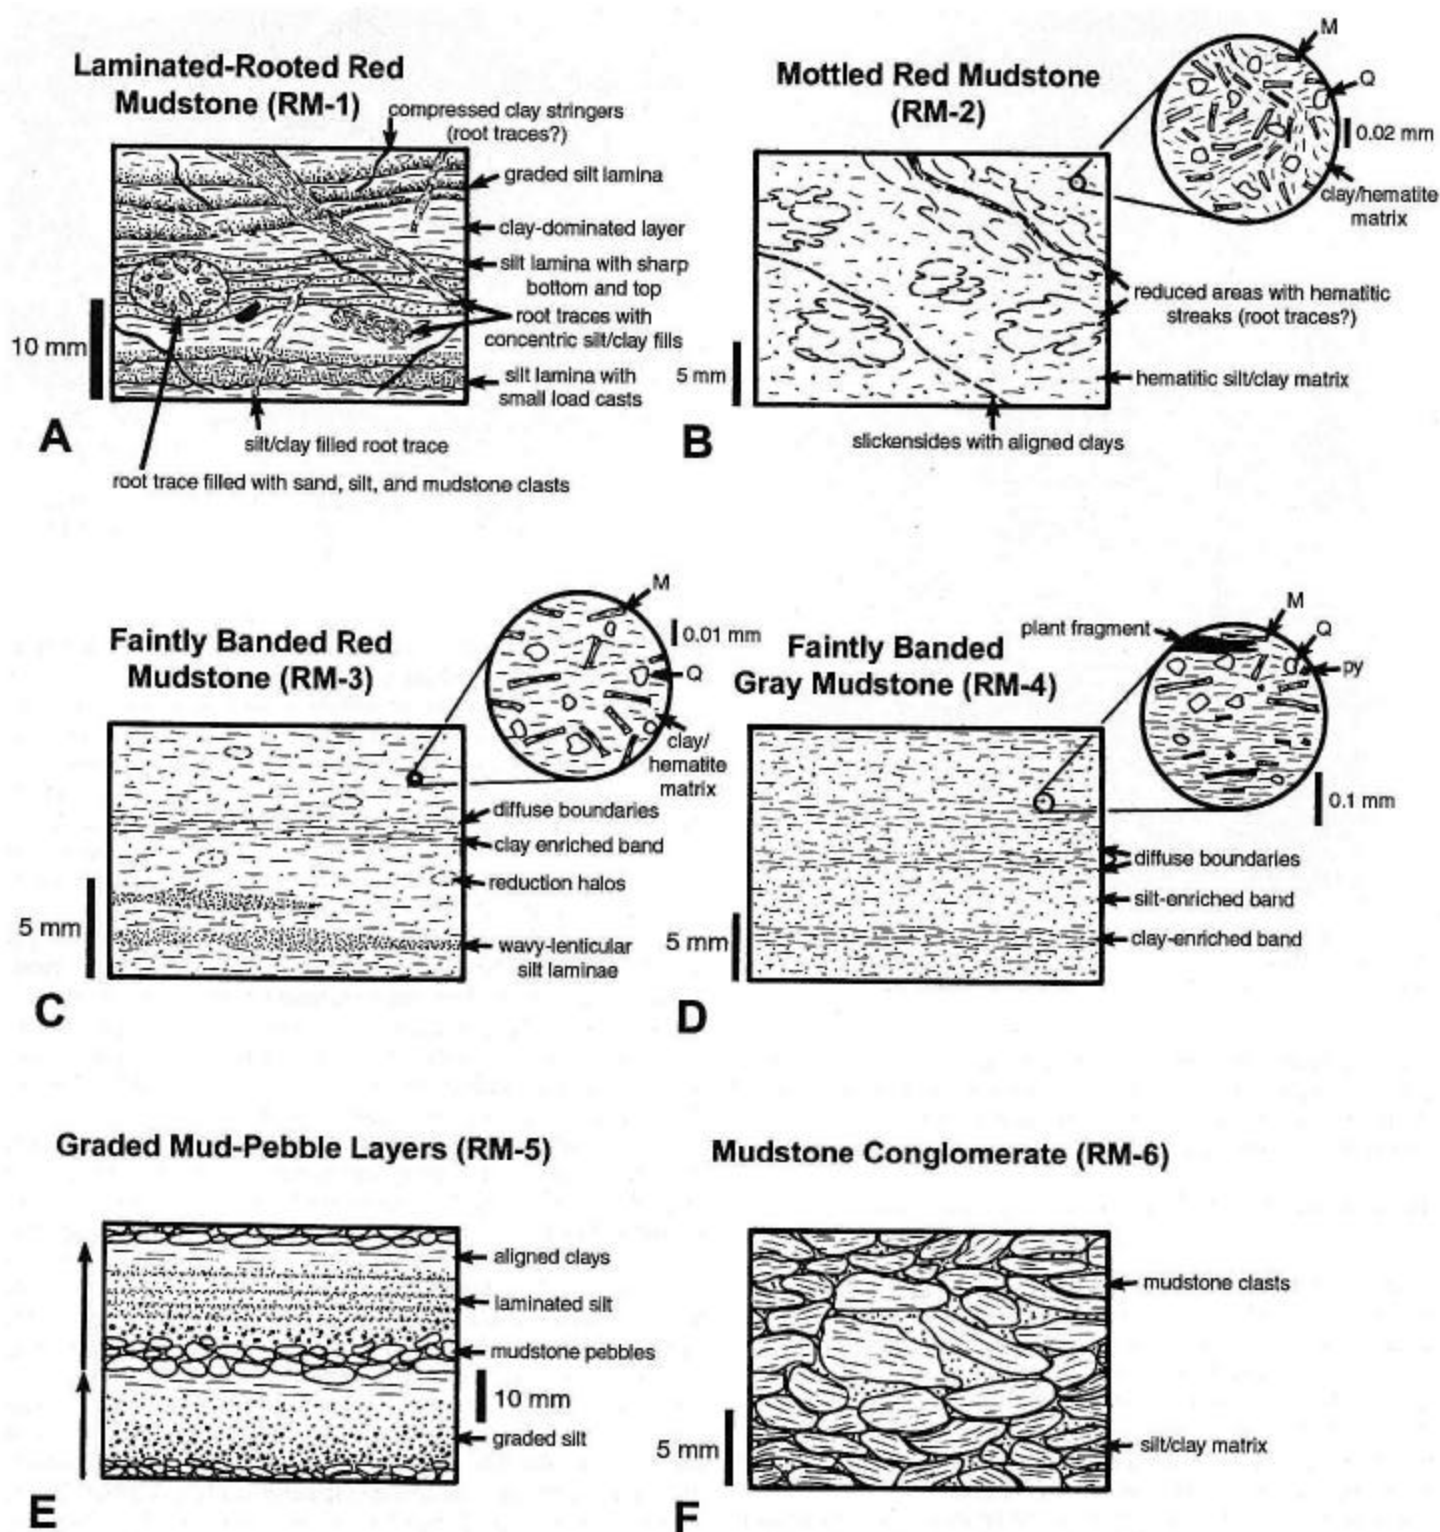 Laminated-Rooted Red
Mudstone (RM-1)
compressed clay stringers
(root traces?)
graded silt lamina
clay-dominated layer
silt lamina with sharp
bottom and top
root traces with
concentric silt/clay fills
silt lamina with
small load casts
10 mm
A
silt/clay filled root trace
root trace filled with sand, silt, and mudstone clasts
Mottled Red Mudstone
(RM-2)
M
Q
0.02 mm
clay/hematite
matrix
reduced areas with hematitic
streaks (root traces?)
5 mm
hematitic silt/clay matrix
B
slickensides with aligned clays
Faintly Banded Red
Mudstone (RM-3)
M
0.01 mm
Q
clay/
hematite
matrix
diffuse boundaries
clay enriched band
reduction halos
5 mm
wavy-lenticular
silt laminae
C
Faintly Banded
Gray Mudstone (RM-4)
plant fragment
M
Q
py
0.1 mm
diffuse boundaries
silt-enriched band
clay-enriched band
5 mm
D
Graded Mud-Pebble Layers (RM-5)
aligned clays
laminated silt
mudstone pebbles
10 mm
graded silt
E
Mudstone Conglomerate (RM-6)
mudstone clasts
5 mm
silt/clay matrix
F